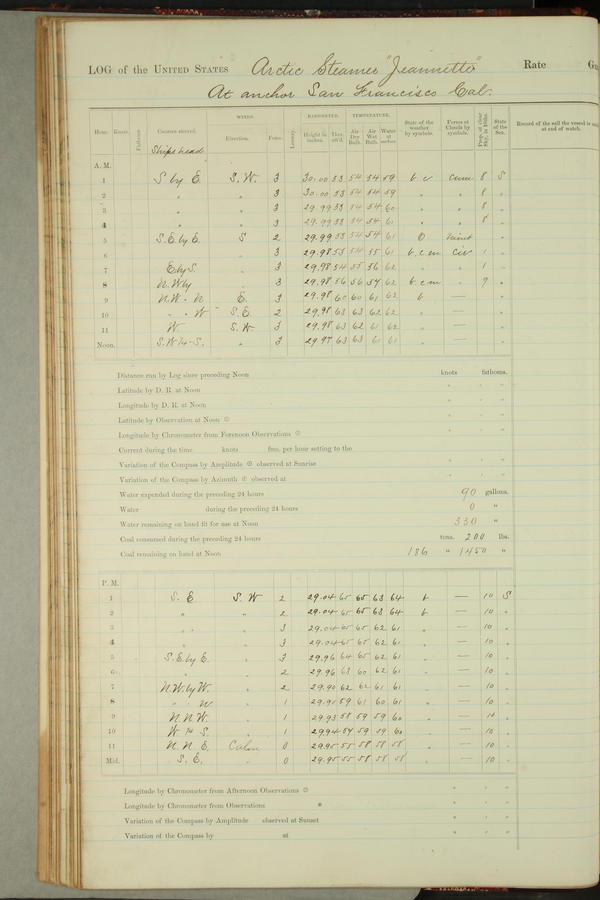 LOG of the UNITED STATES Arctic Steamer "Jeannette" Rate
At anchor San Francisco Cal.
WINDS. BAROMETER. TEMPERATURE.
Hour. Knots. Courses steered. Direction. Force. Leeway. Height in inches. Ther. att'd. Air Dry Bulb. Air Wet Bulb. Water at surface State of the weather by symbols. Forms of Clouds by symbols. Prop. of clear Sky, in 10ths. State of the Sea. Record of the sail the vessel is at end of watch.
Ships head
A. M.
1 S by E. S. W. 3 30.00 53 54 54 59 b. c 8 S
2 " " 3 30.00 53 54 54 59 " " 8 "
3 " " 3 29.99 53 54 54 60 " " 8 "
4 " " 3 29.99 53 54 54 61 " " 8 "
5 S. E. by E. S 2 29.99 53 54 54 61 O "
6 " " 3 29.98 53 54 55 61 b. c. m 1 "
7 E by S. " 3 29.98 54 55 56 62 " " 1 "
8 N. W by " 3 29.98 56 56 57 62 b. c. m " 9 "
9 N. W. N E. 3 29.98 60 60 61 62 b — "
10 " " W S. E. 2 29.98 63 63 62 62 " — "
11 W S. W 3 29.98 63 62 61 62 " — "
Noon. " 3 29.97 63 63 61 61 " — "
Distance run by Log since preceding Noon knots fathoms.
Latitude by D. R. at Noon ° ' "
Longitude by D. R. at Noon ° ' "
Latitude by Observation at Noon ☉ ° ' "
Longitude by Chronometer from Forenoon Observations ☉ ° ' "
Current during the time knots fms. per hour setting to the
Variation of the Compass by Amplitude ☉ observed at Sunrise ° ' "
Variation of the Compass by Azimuth observed at ° ' "
Water expended during the preceding 24 hours 90 gallons.
Water during the preceding 24 hours 0 "
Water remaining on hand fit for use at Noon 330 "
Coal consumed during the preceding 24 hours tons. 200 lbs.
Coal remaining on hand at Noon 186 " 1450 "
P. M.
1 S. E S. W 2 29.04 65 65 63 64 b — 10 S
2 " " 2 29.04 65 65 63 64 b — 10 "
3 " " 3 29.04 65 65 62 61 " — 10 "
4 " " 3 29.04 65 65 62 61 " — 10 "
5 S. E. by E. " 3 29.96 64 65 62 61 " — 10 "
6 " " 2 29.96 63 60 62 61 " — 10 "
7 N. W. by W. " 2 29.90 62 62 61 61 " — 10 "
8 " " W. " 1 59 61 60 61 " — 10 "
9 N. N. W. " 1 29.93 58 59 59 60 " — 10 "
10 W " 1 29.94 57 59 59 60 " — 10 "
11 N. N. E. Calm 0 29.95 55 58 58 58 " — 10 "
Mid. S. E. " 0 29.95 55 58 58 58 " — 10 "
Longitude by Chronometer from Afternoon Observations ☉ ° ' "
Longitude by Chronometer from Observations * ° ' "
Variation of the Compass by Amplitude observed at Sunset ° ' "
Variation of the Compass by at ° ' "